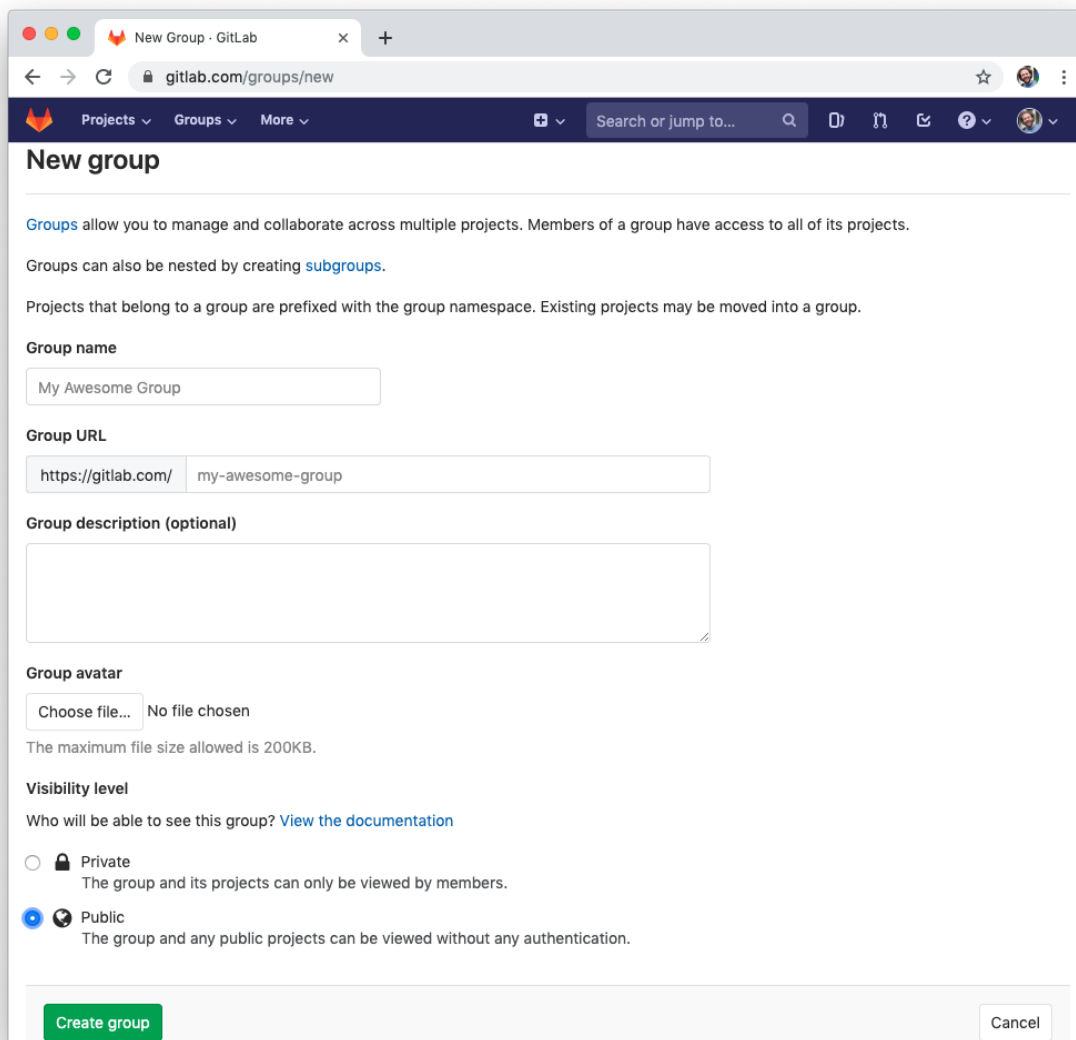 New Group · GitLab
gitlab.com/groups/new
Projects Groups More Search or jump to...
New group
Groups allow you to manage and collaborate across multiple projects. Members of a group have access to all of its projects.
Groups can also be nested by creating subgroups.
Projects that belong to a group are prefixed with the group namespace. Existing projects may be moved into a group.
Group name
My Awesome Group
Group URL
https://gitlab.com/ my-awesome-group
Group description (optional)
Group avatar
Choose file... No file chosen
The maximum file size allowed is 200KB.
Visibility level
Who will be able to see this group? View the documentation
Private
The group and its projects can only be viewed by members.
Public
The group and any public projects can be viewed without any authentication.
Create group Cancel